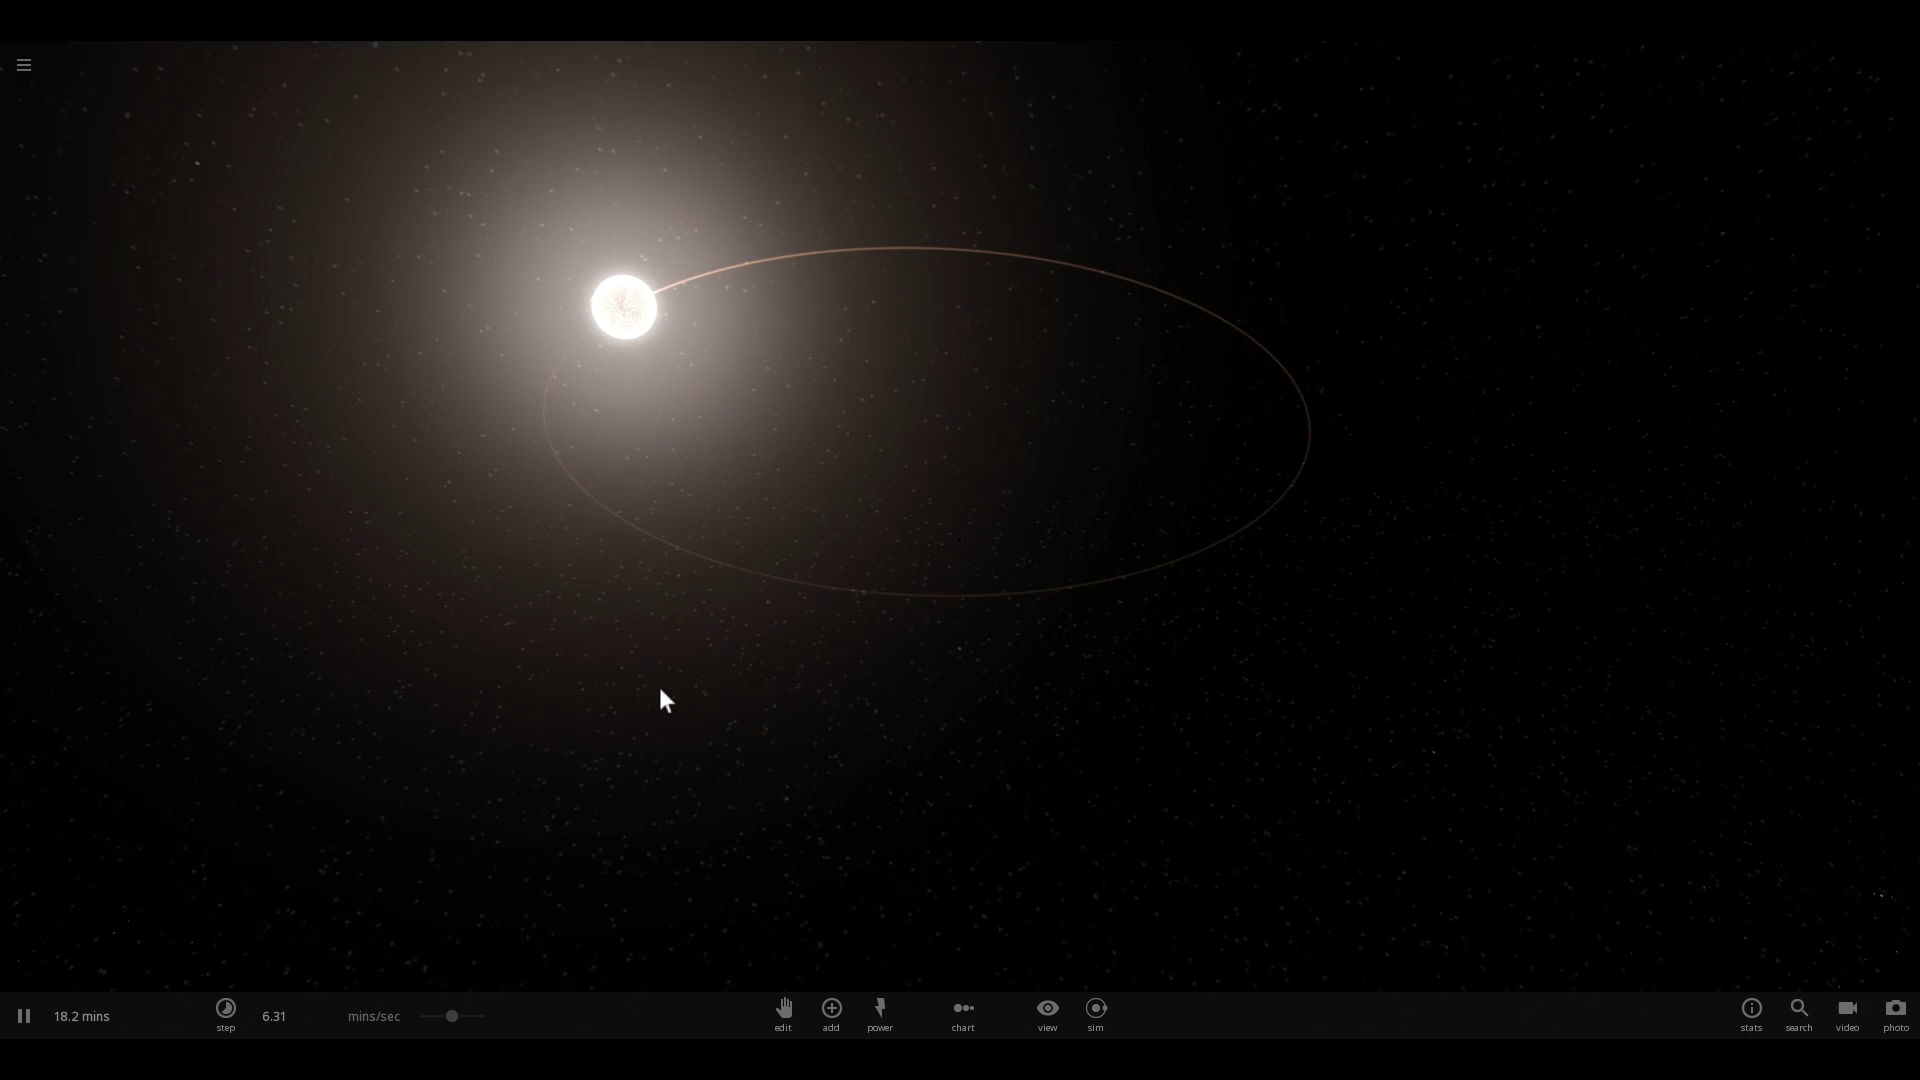 18.2 mins
step
6.31
mins/sec
edit
add
power
chart
view
sim
stats
search
video
photo